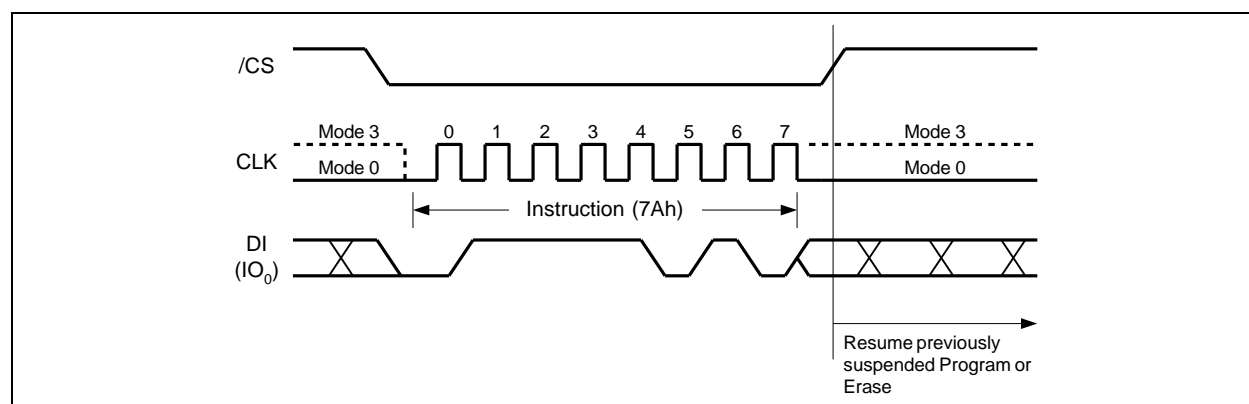 /CS
Mode 3 0 1 2 3 4 5 6 7 Mode 3
CLK
Mode 0 Mode 0
Instruction (7Ah)
DI
(IO0)
Resume previously
suspended Program or
Erase